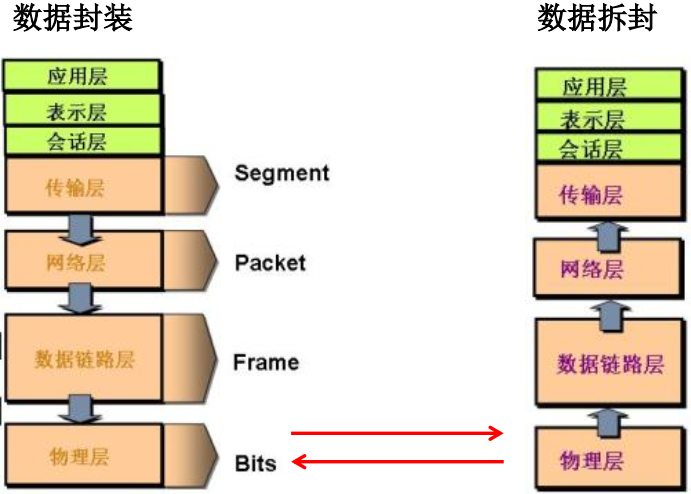 数据封装
数据拆封
应用层
表示层
会话层
传输层
Segment
网络层
Packet
数据链路层
Frame
物理层
Bits
应用层
表示层
会话层
传输层
网络层
数据链路层
物理层